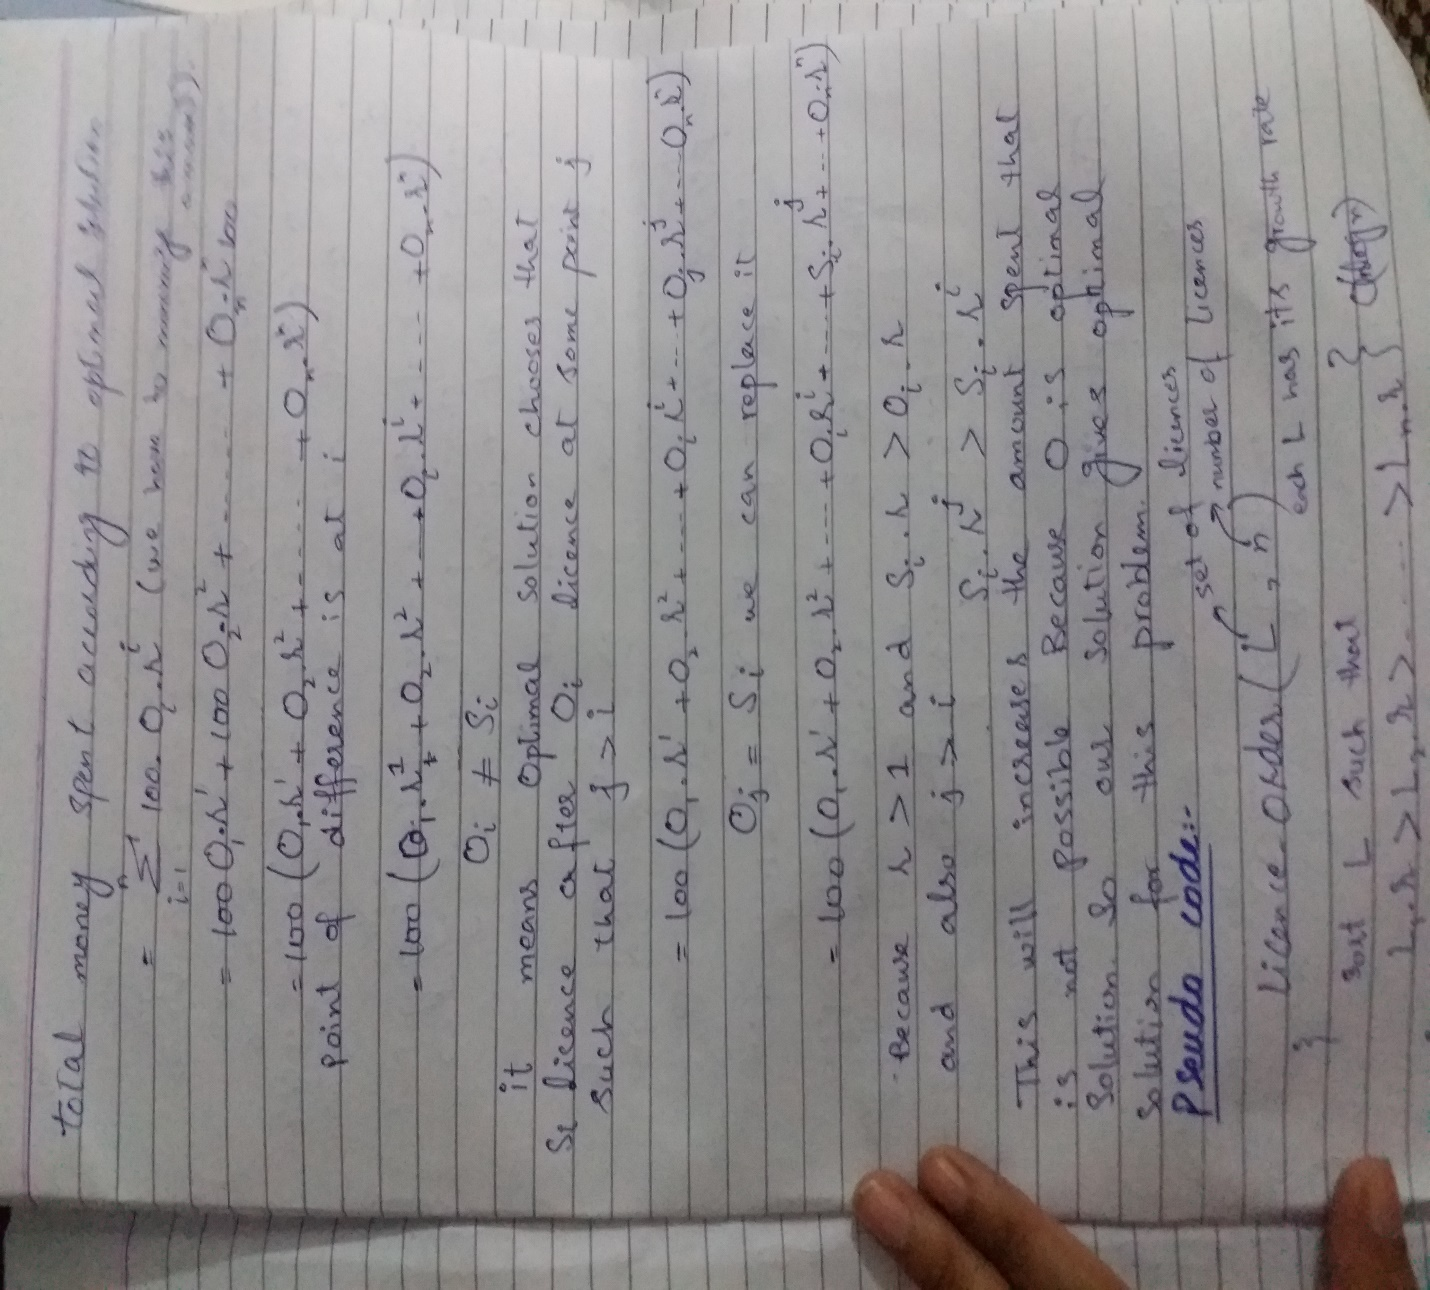 total money spent according to optimal solution
= n Σ i=1 100. Oᵢ.rⁱ (we have to
= 100 O₁.r¹ + 100 O₂.r² + ----- + Oₙ.rⁿ 100
= 100 (O₁.r¹ + O₂.r² + ---- + Oₙ.rⁿ)
point of difference is at i
= 100 (O₁.r¹ + O₂.r² + --- + Oᵢ.rⁱ + --- + Oₙ.rⁿ)
Oᵢ ≠ Sᵢ
it means Optimal solution chooses that
Sᵢ licence after Oᵢ licence at some point j
such that j > i
= 100 (O₁.r¹ + O₂.r² + ---- + Oᵢ.rⁱ + --- + Oⱼ.rʲ + --- Oₙ.rⁿ)
Oⱼ = Sᵢ we can replace it
= 100 (O₁.r¹ + O₂.r² + ---- + Oᵢ.rⁱ + ---- + Sᵢ.rʲ + --- + Oₙ.rⁿ)
Because r > 1 and Sᵢ.r > Oᵢ.r
and also j > i Sᵢ.rʲ > Sᵢ.rⁱ
This will increases the amount spent that
is not possible Because O is optimal
Solution. So our solution gives optimal
Solution for this problem.
Pseudo code:-
set of licences
number of licences
Licence-Order (L, n)
each L has its growth rate
{
sort L such that
L₁.r > L₂.r > ---- > Lₙ.r } O(nlogn)